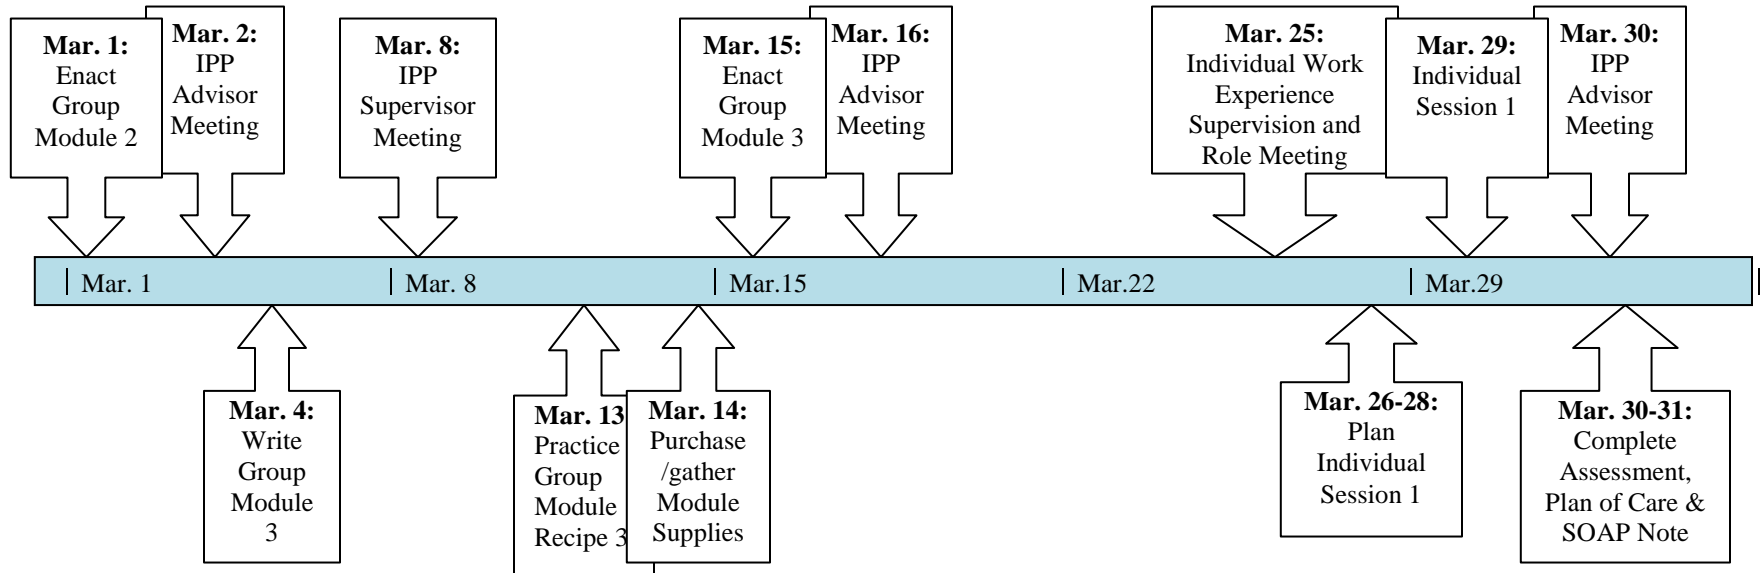 Mar. 1:
Enact
Group
Module 2
Mar. 2:
IPP
Advisor
Meeting
Mar. 8:
IPP
Supervisor
Meeting
Mar. 15:
Enact
Group
Module 3
Mar. 16:
IPP
Advisor
Meeting
Mar. 25:
Individual Work
Experience
Supervision and
Role Meeting
Mar. 29:
Individual
Session 1
Mar. 30:
IPP
Advisor
Meeting
Mar. 1
Mar. 8
Mar.15
Mar.22
Mar.29
Mar. 4:
Write
Group
Module
3
Mar. 13
Practice
Group
Module
Recipe 3
Mar. 14:
Purchase
/gather
Module
Supplies
Mar. 26-28:
Plan
Individual
Session 1
Mar. 30-31:
Complete
Assessment,
Plan of Care &
SOAP Note